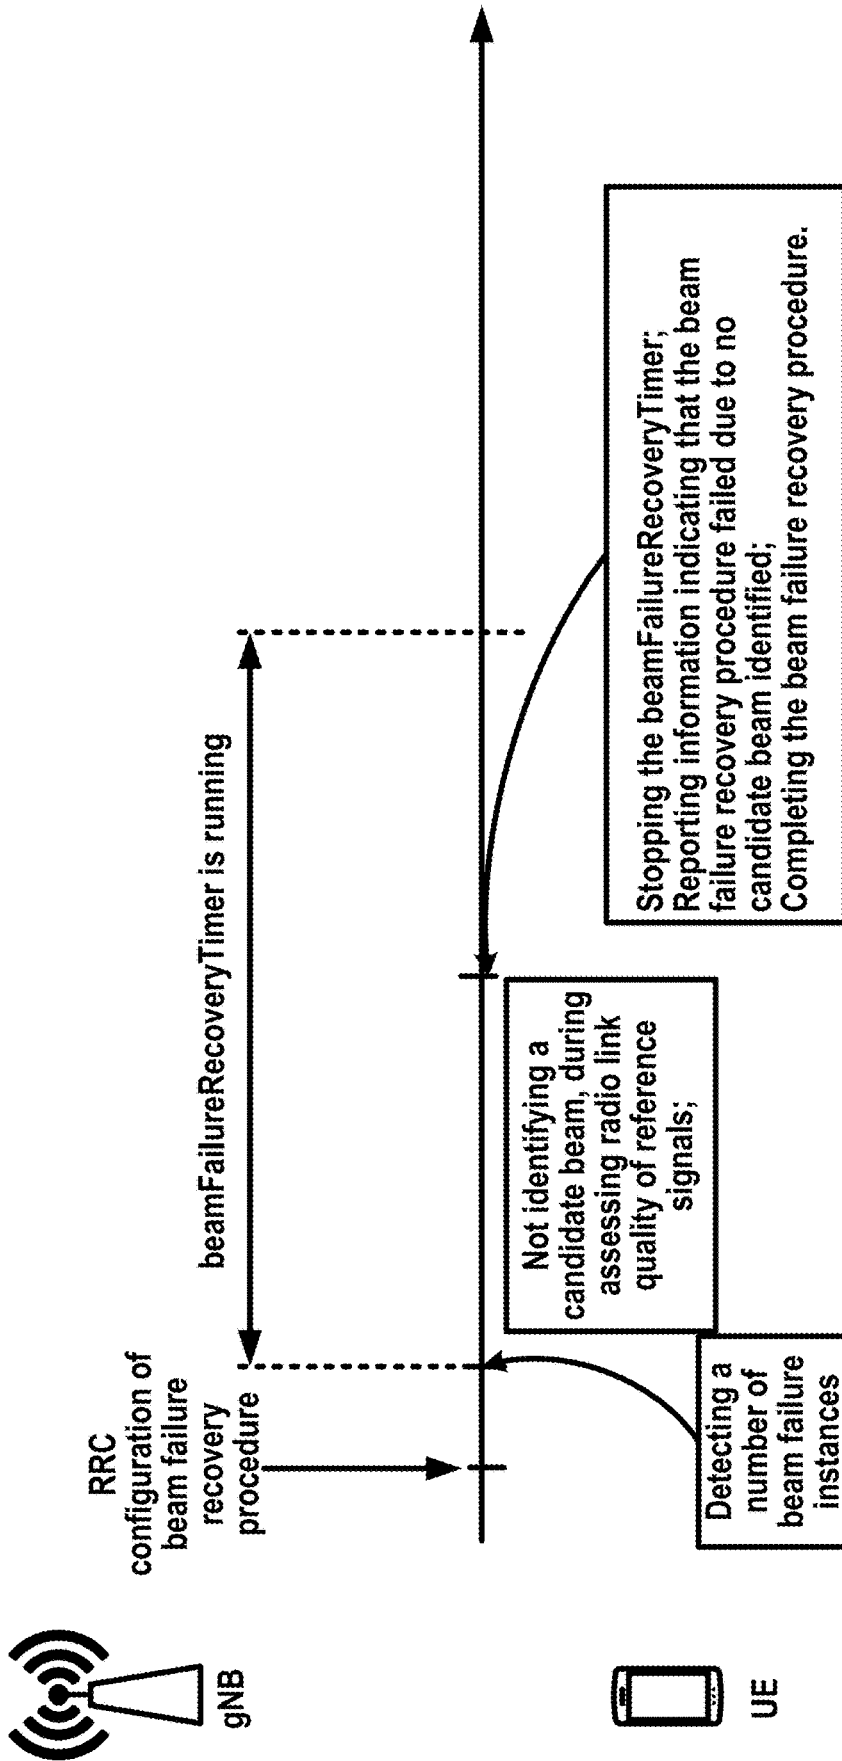 gNB
UE
RRC
configuration of
beam failure
recovery
procedure
beamFailureRecoveryTimer is running
Detecting a
number of
beam failure
instances
Not identifying a
candidate beam, during
assessing radio link
quality of reference
signals;
Stopping the beamFailureRecoveryTimer;
Reporting information indicating that the beam
failure recovery procedure failed due to no
candidate beam identified;
Completing the beam failure recovery procedure.